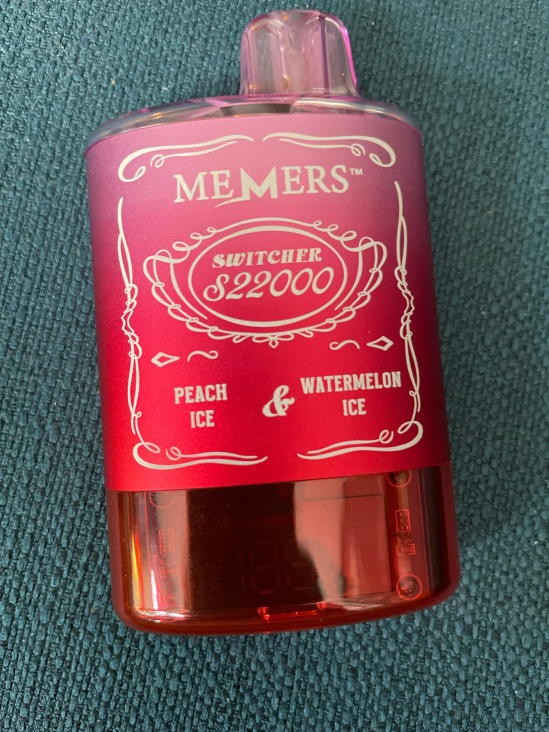 MEMERS™
SWITCHER
S22000
PEACH ICE
&
WATERMELON ICE